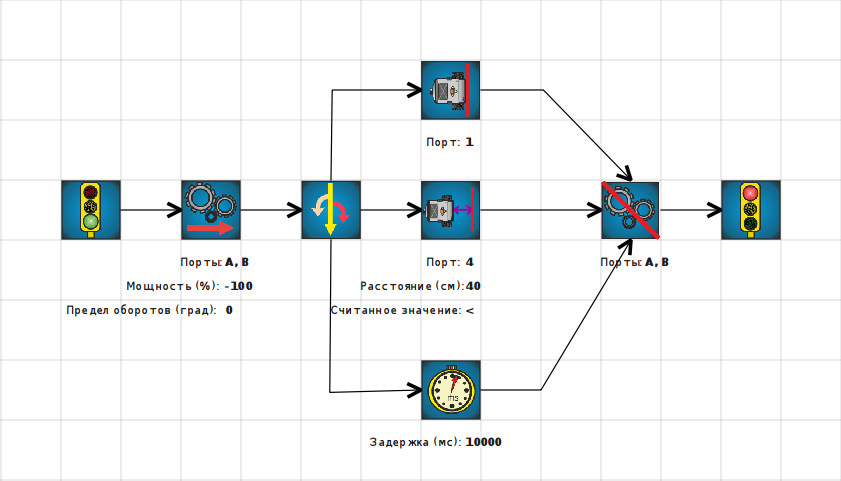 Порт: 1
Порты: A, B
Мощность (%): -100
Предел оборотов (град): 0
Порт: 4
Расстояние (см):40
Считанное значение: <
Порты: A, B
ms
Задержка (мс): 10000